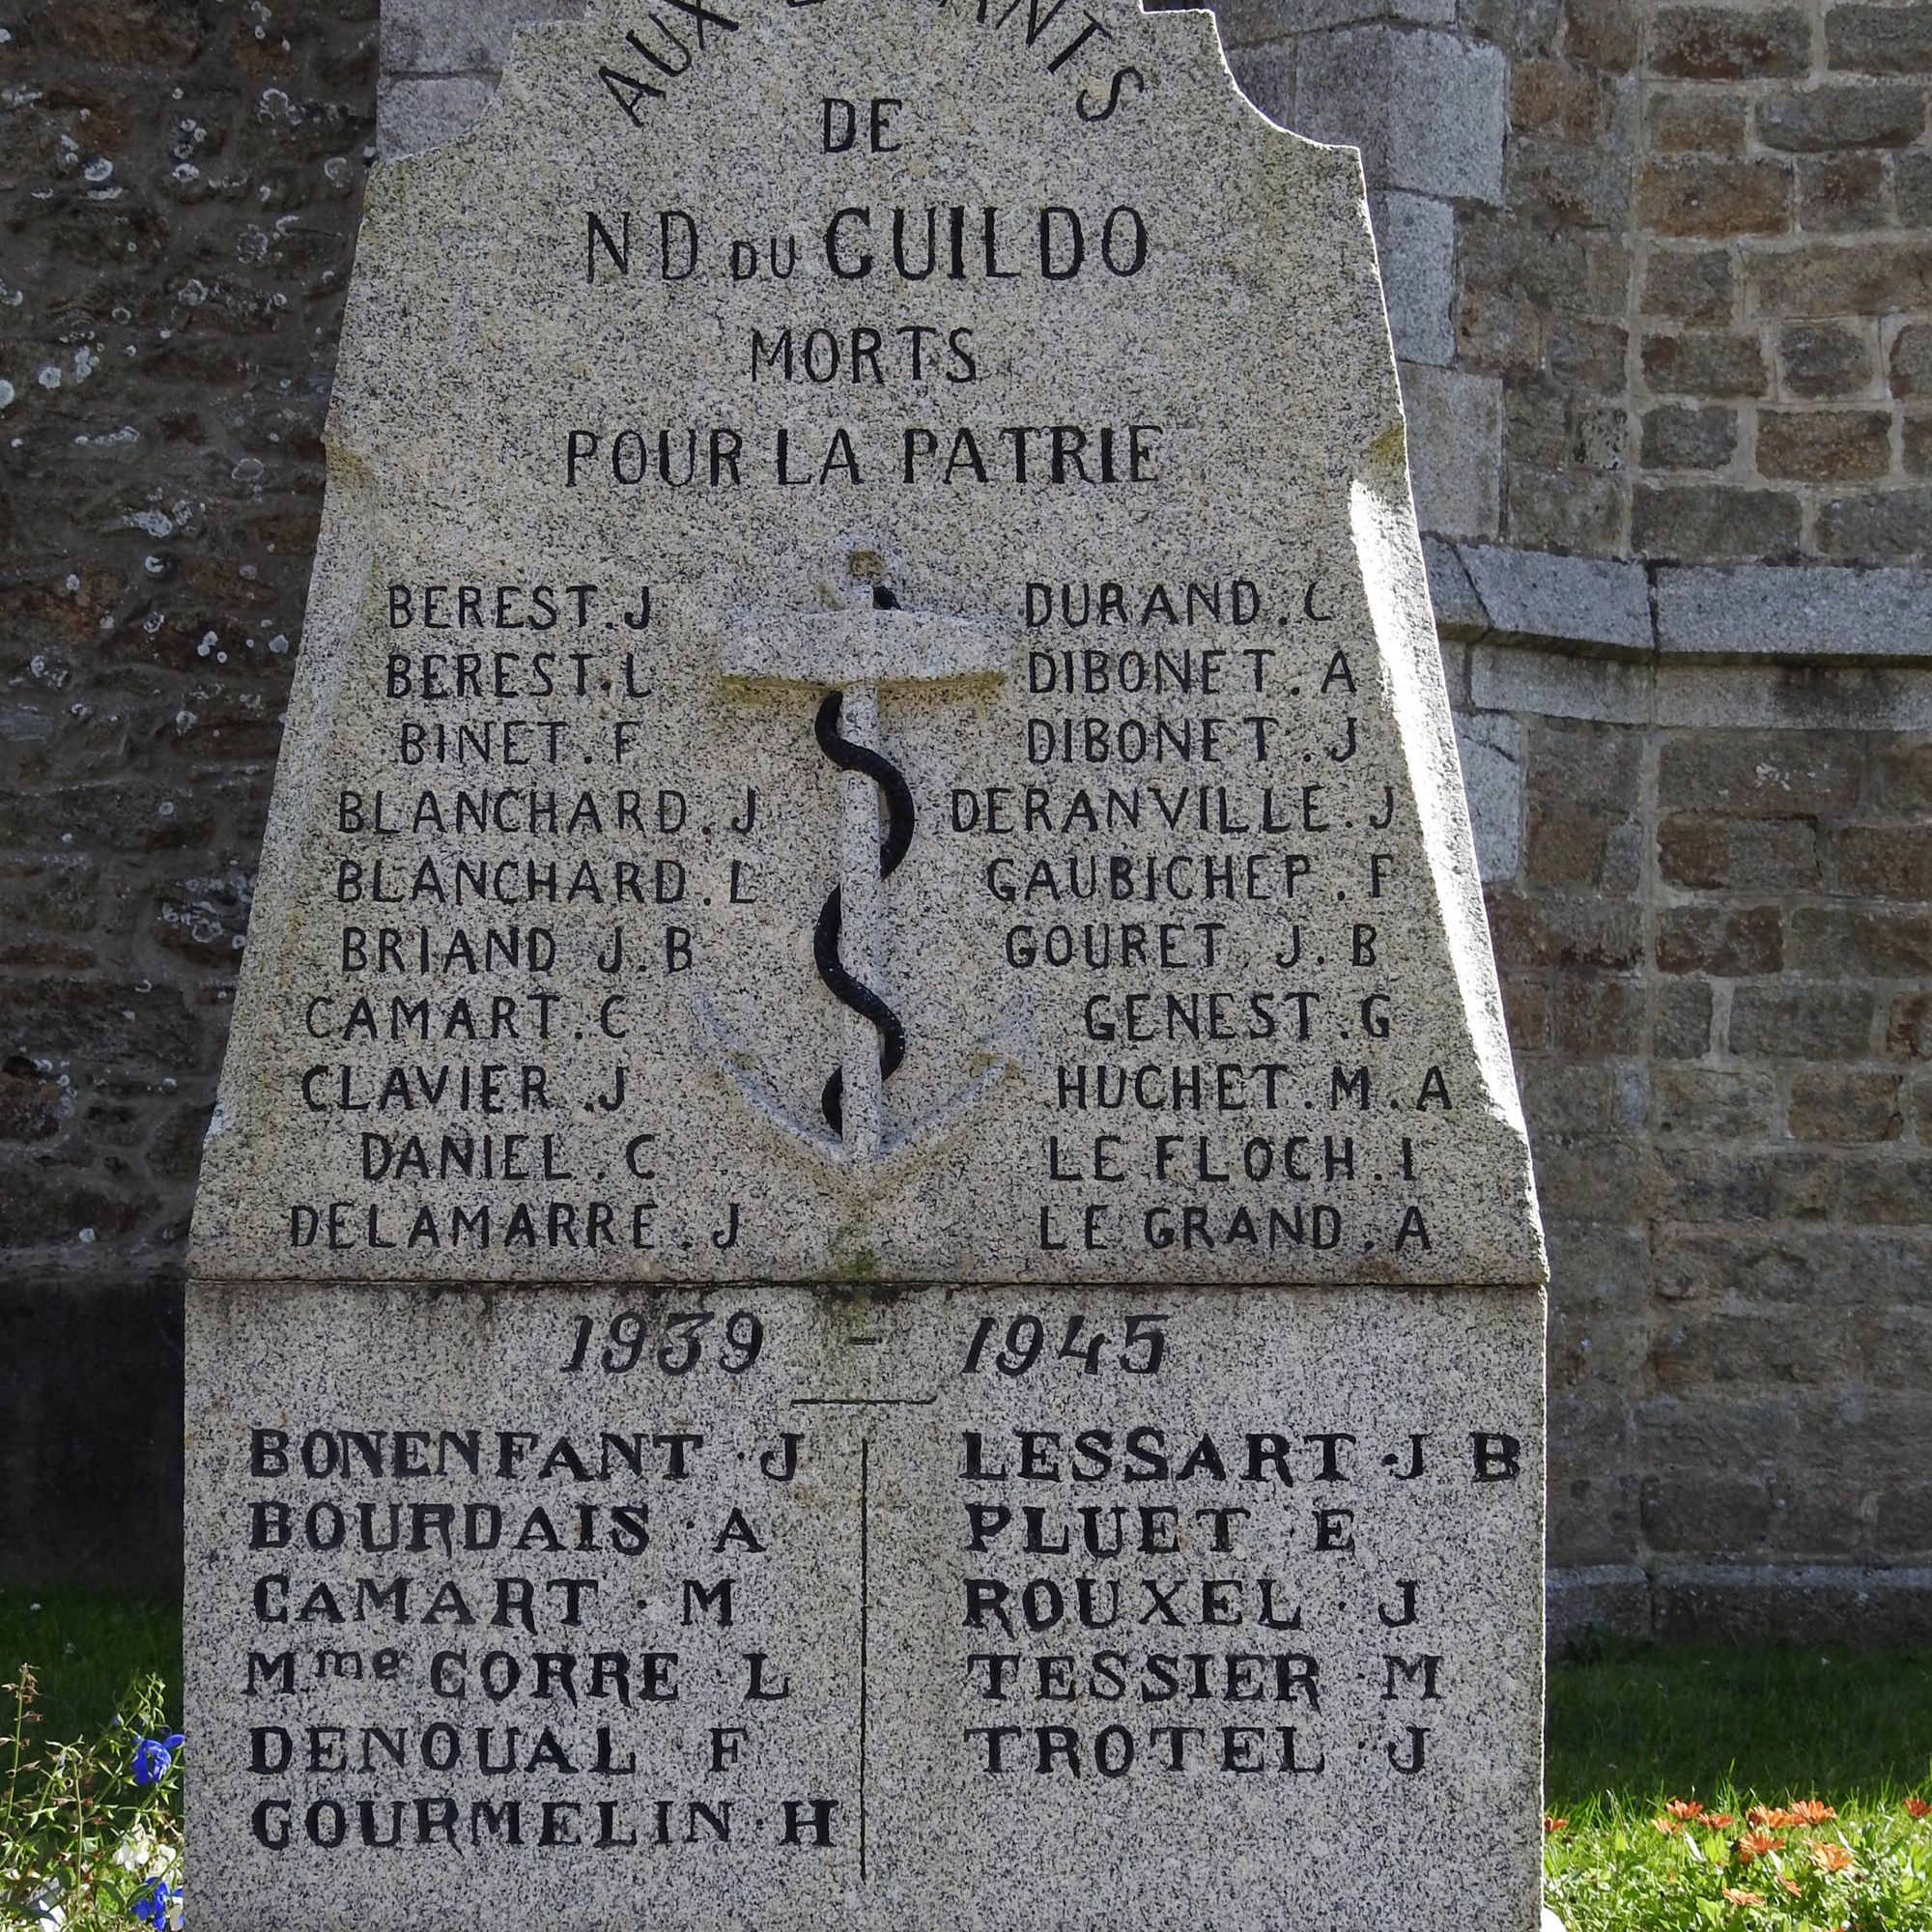 AUX
DE
N D DU GUILDO
MORTS
POUR LA PATRIE
BEREST.J
BEREST.L
BINET.F
BLANCHARD.J
BLANCHARD.L
BRIAND J.B
CAMART.C
CLAVIER.J
DANIEL.C
DELAMARRE.J
DURAND.C
DIBONET.A
DIBONET.J
DERANVILLE.J
GAUBICHEP.F
GOURET J.B
GENEST.G
HUCHET.M.A
LE FLOCH.I
LE GRAND.A
1939 - 1945
BONENFANT · J
BOURDAIS · A
CAMART · M
Mme CORRE L
DENOUAL F
GOURMELIN · H
LESSART · J B
PLUET E
ROUXEL · J
TESSIER · M
TROTEL · J